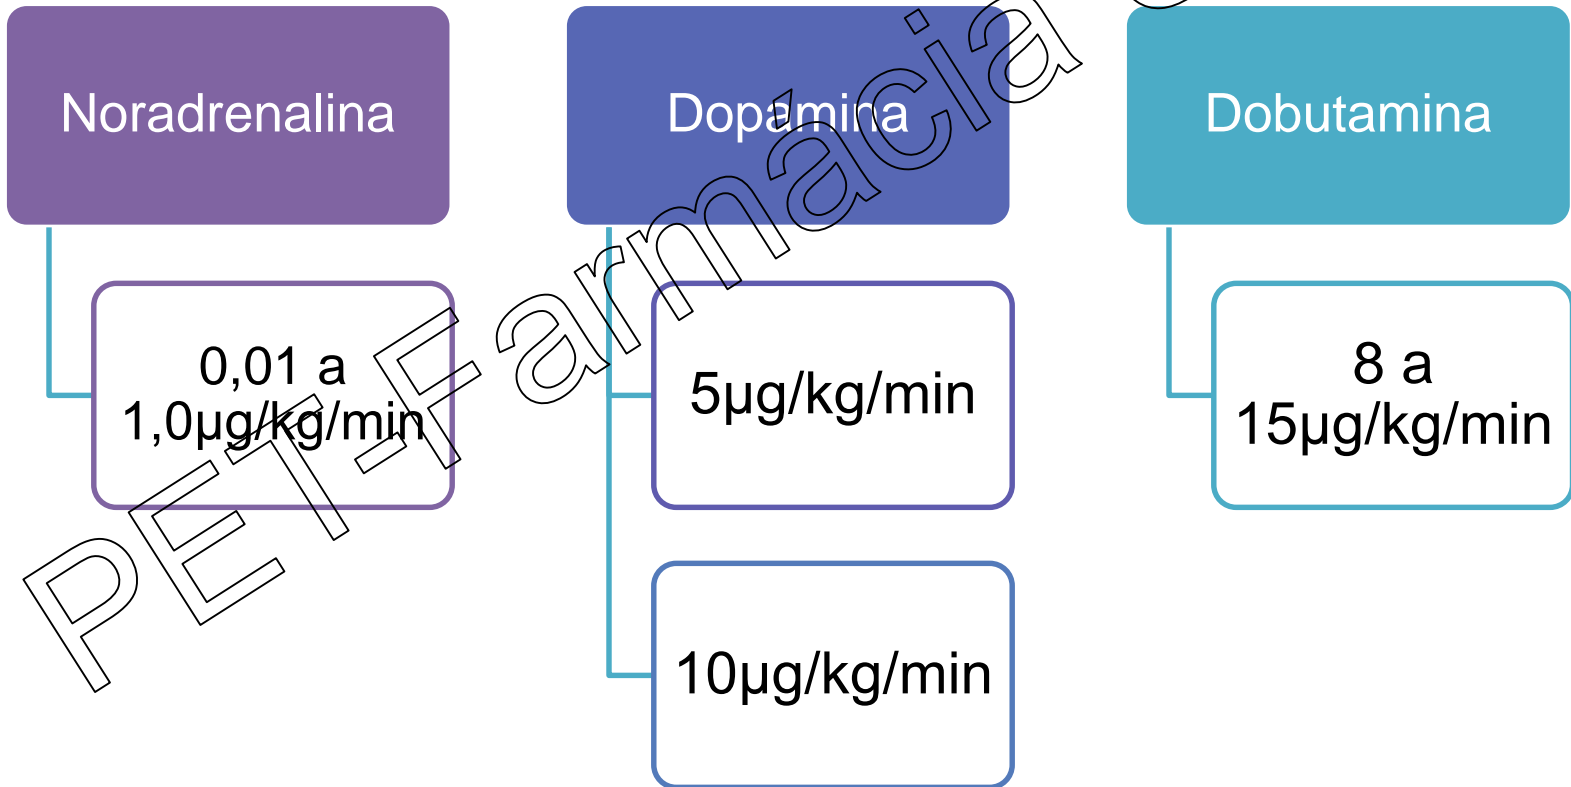 Noradrenalina
0,01 a
1,0µg/kg/min
Dopamina
5µg/kg/min
10µg/kg/min
Dobutamina
8 a
15µg/kg/min
PET-Farmácia